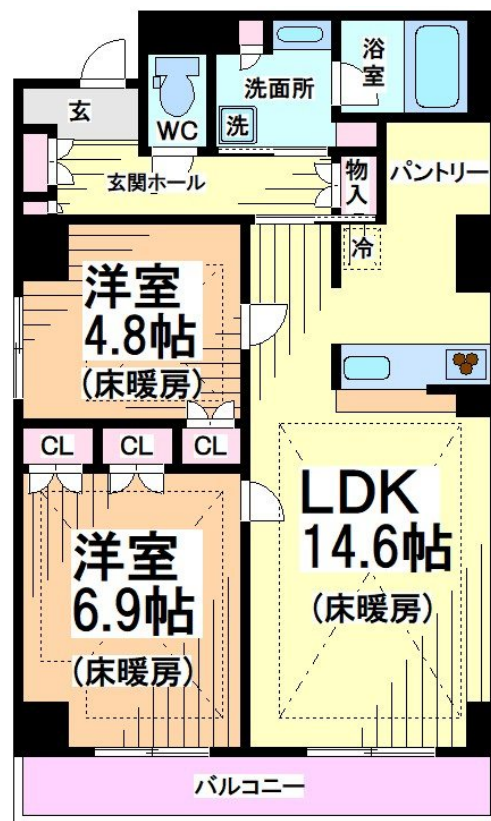 浴
室
洗面所
玄
WC
洗
玄関ホール
物
入
パントリー
冷
洋室
4.8帖
(床暖房)
CL
CL
CL
LDK
14.6帖
(床暖房)
洋室
6.9帖
(床暖房)
バルコニー